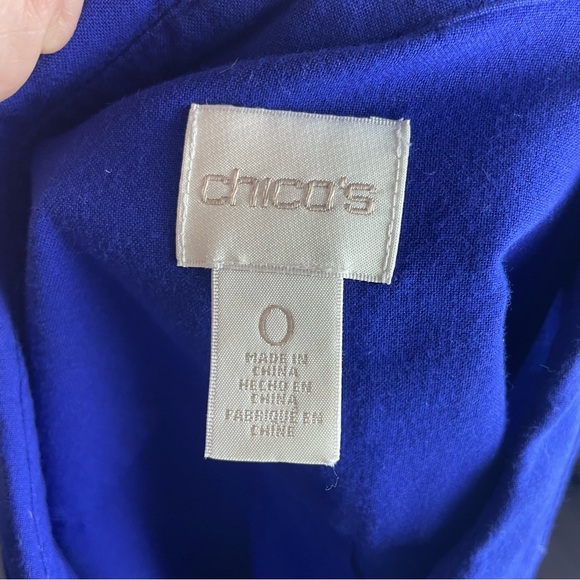 chico's
0
MADE IN
CHINA
HECHO EN
CHINA
FABRIQUE EN
CHINE